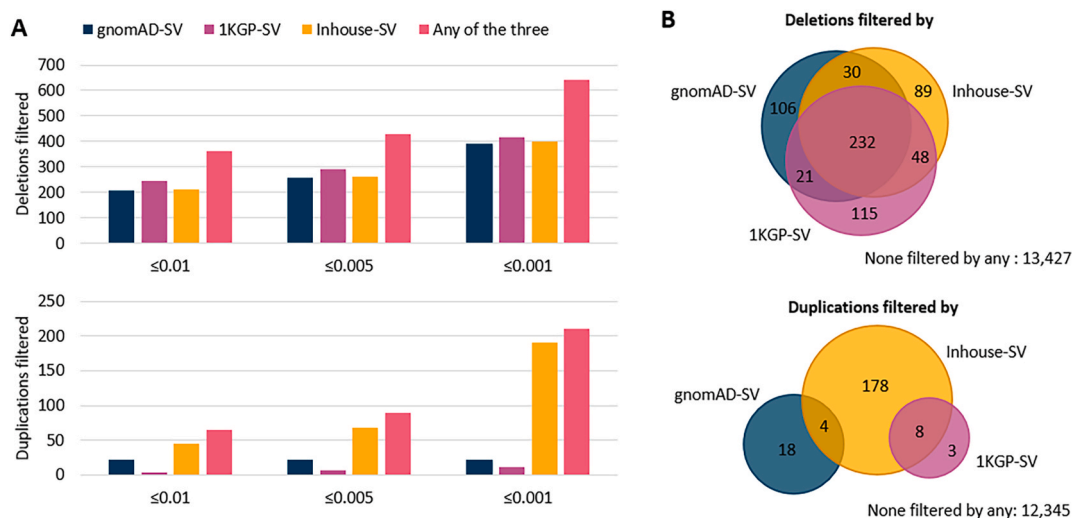 A
gnomAD-SV 1KGP-SV Inhouse-SV Any of the three
Deletions filtered
700
600
500
400
300
200
100
0
≤0.01 ≤0.005 ≤0.001
Duplications filtered
250
200
150
100
50
0
≤0.01 ≤0.005 ≤0.001
B
Deletions filtered by
gnomAD-SV 30 89 Inhouse-SV
106
232
21 48
115
1KGP-SV
None filtered by any : 13,427
Duplications filtered by
Inhouse-SV
178
gnomAD-SV
4 8
18 3
1KGP-SV
None filtered by any: 12,345